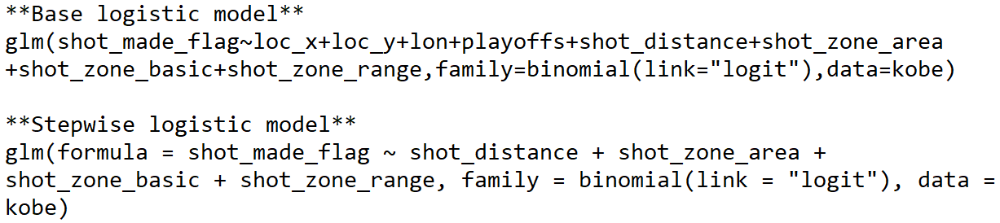 **Base logistic model**
glm(shot_made_flag~loc_x+loc_y+lon+playoffs+shot_distance+shot_zone_area
+shot_zone_basic+shot_zone_range,family=binomial(link="logit"),data=kobe)
**Stepwise logistic model**
glm(formula = shot_made_flag ~ shot_distance + shot_zone_area +
shot_zone_basic + shot_zone_range, family = binomial(link = "logit"), data =
kobe)